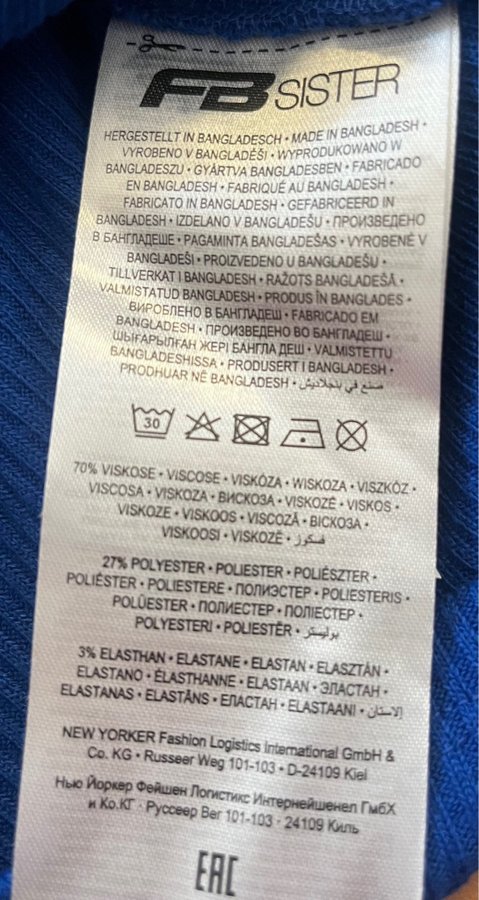 FB SISTER
HERGESTELLT IN BANGLADESCH • MADE IN BANGLADESH •
VYROBENO V BANGLADÉŠI • WYPRODUKOWANO W
BANGLADESZU • GYÁRTVA BANGLADESBEN • FABRICADO
EN BANGLADESH • FABRIQUÉ AU BANGLADESH •
FABRICATO IN BANGLADESH • GEFABRICEERD IN
BANGLADESH • IZDELANO V BANGLADEŠU • ПРОИЗВЕДЕНО
В БАНГЛАДЕШЕ • PAGAMINTA BANGLADEŠAS • VYROBENÉ V
BANGLADÉŠI • PROIZVEDENO U BANGLADEŠU •
TILLVERKAT I BANGLADESH • RAŽOTS BANGLADEŠĀ •
VALMISTATUD BANGLADESH • PRODUS ÎN BANGLADES •
ВИРОБЛЕНО В БАНГЛАДЕШ • FABRICADO EM
BANGLADESH • ПРОИЗВЕДЕНО ВО БАНГЛАДЕШ •
ШЫҒАРЫЛҒАН ЖЕРІ БАНГЛА ДЕШ • VALMISTETTU
BANGLADESHISSA • PRODUSERT I BANGLADESH •
PRODHUAR NË BANGLADESH • صنع في بنجلاديش
30
70% VISKOSE • VISCOSE • VISKÓZA • WISKOZA • VISZKÓZ •
VISCOSA • VISKOZA • ВИСКОЗА • VISKOZĖ • VISKOS •
VISKOZE • VISKOOS • VISCOZĂ • ВІСКОЗА •
VISKOOSI • VISKOZË • فسكوز
27% POLYESTER • POLIESTER • POLIÉSZTER •
POLIÉSTER • POLIESTERE • ПОЛИЭСТЕР • POLIESTERIS •
POLÜESTER • ПОЛИЕСТЕР • ПОЛІЕСТЕР •
POLYESTERI • POLIESTËR • بوليستر
3% ELASTHAN • ELASTANE • ELASTAN • ELASZTÁN •
ELASTANO • ÉLASTHANNE • ELASTAAN • ЭЛАСТАН •
ELASTANAS • ELASTĀNS • ЕЛАСТАН • ELASTAANI • الاستان
NEW YORKER Fashion Logistics International GmbH &
Co. KG • Russeer Weg 101-103 • D-24109 Kiel
Нью Йоркер Фейшен Логистикс Интернейшенел ГмбХ
и Ко.КГ · Руссеер Вег 101-103 · 24109 Киль
EAC